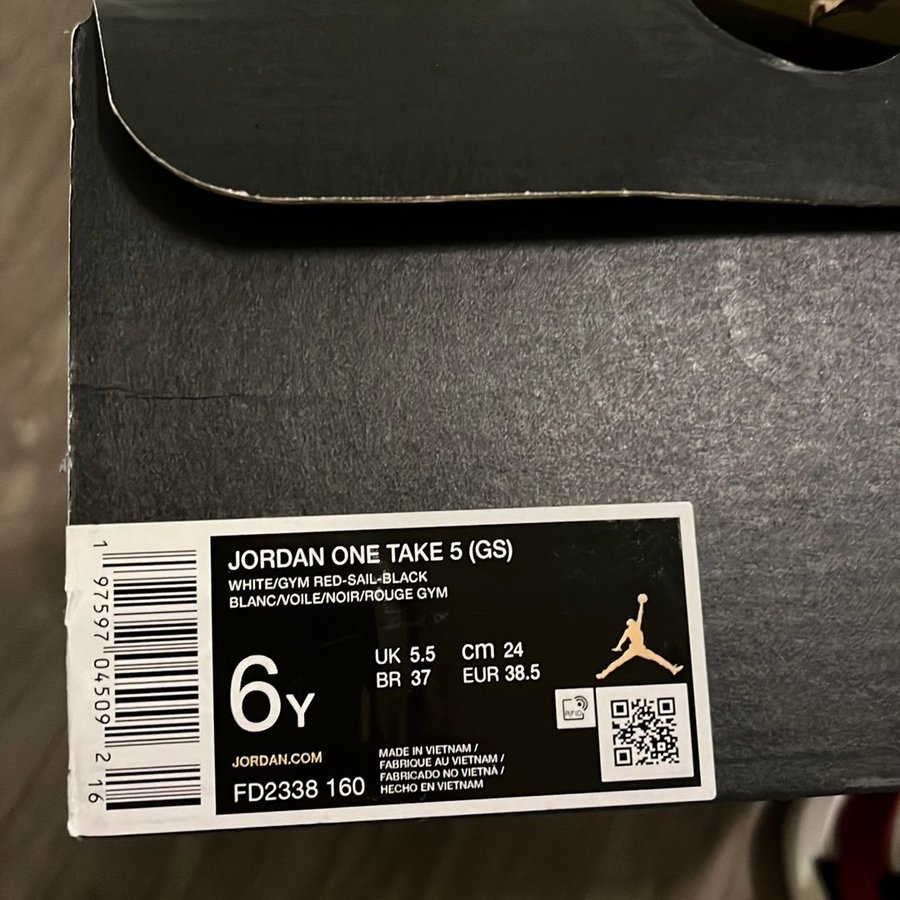 JORDAN ONE TAKE 5 (GS)
WHITE/GYM RED-SAIL-BLACK
BLANC/VOILE/NOIR/ROUGE GYM
6Y
UK 5.5 cm 24
BR 37 EUR 38.5
RFID
JORDAN.COM
FD2338 160
MADE IN VIETNAM /
FABRIQUE AU VIETNAM /
FABRICADO NO VIETNÃ /
HECHO EN VIETNAM
1 97597 04509 2 16